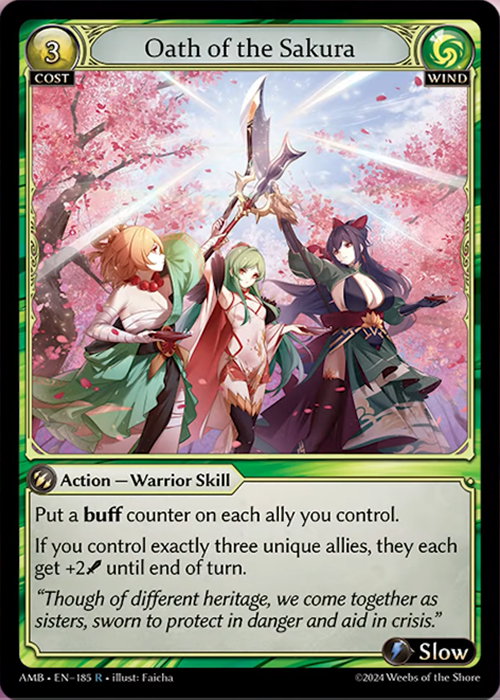 3
Oath of the Sakura
COST
WIND
Action — Warrior Skill
Put a buff counter on each ally you control.
If you control exactly three unique allies, they each
get +2 until end of turn.
“Though of different heritage, we come together as
sisters, sworn to protect in danger and aid in crisis.”
Slow
AMB • EN-185 R • illust: Faicha
©2024 Weebs of the Shore